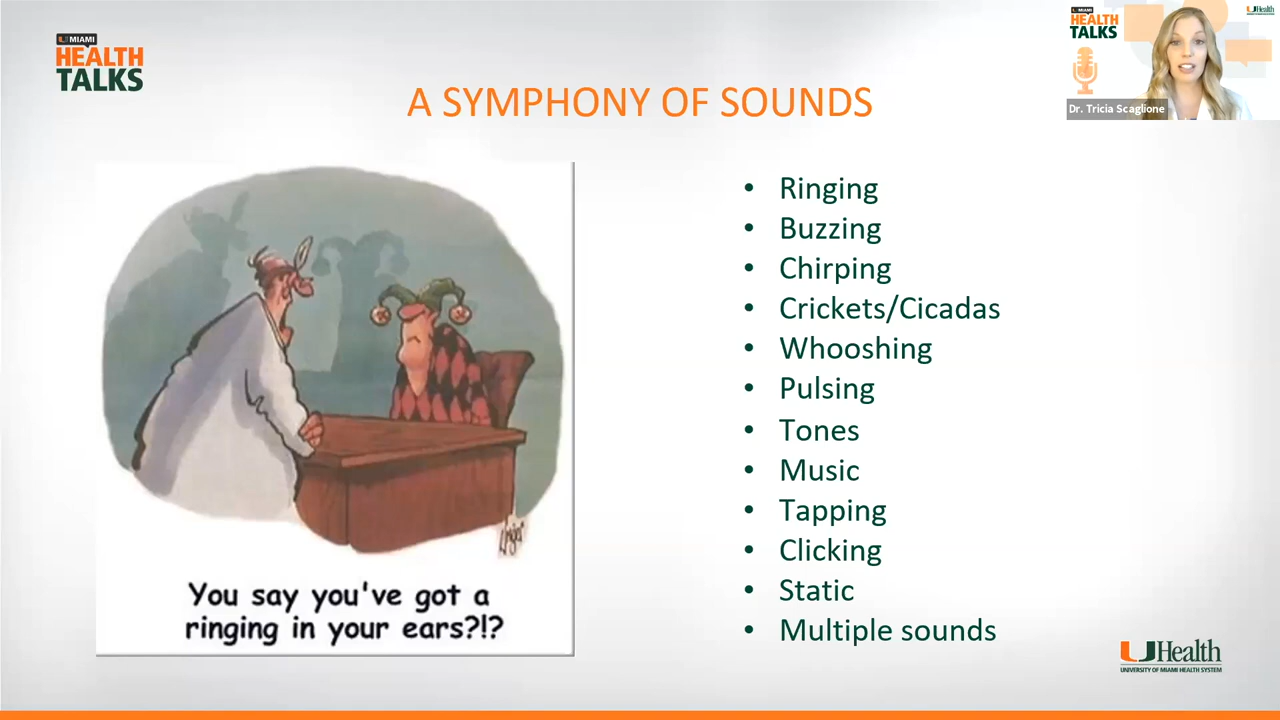 U MIAMI
HEALTH
TALKS
A SYMPHONY OF SOUNDS
U MIAMI
HEALTH
TALKS
UHealth
Dr. Tricia Scaglione
You say you've got a
ringing in your ears?!?
• Ringing
• Buzzing
• Chirping
• Crickets/Cicadas
• Whooshing
• Pulsing
• Tones
• Music
• Tapping
• Clicking
• Static
• Multiple sounds
UHealth
UNIVERSITY OF MIAMI HEALTH SYSTEM